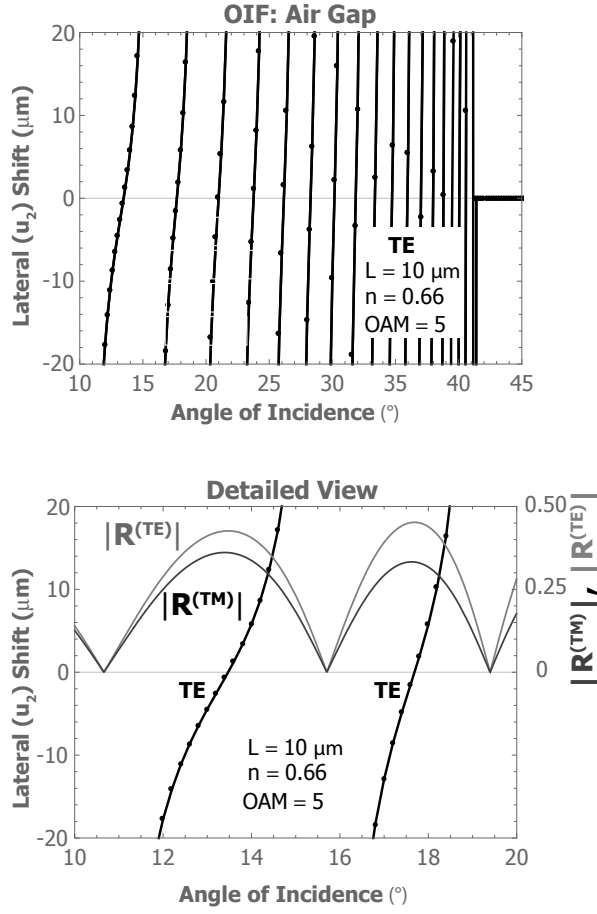 OIF: Air Gap
Lateral (u₂) Shift (μm)
20
10
0
-10
-20
TE
L = 10 μm
n = 0.66
OAM = 5
10 15 20 25 30 35 40 45
Angle of Incidence (°)
Detailed View
Lateral (u₂) Shift (μm)
20
10
0
-10
-20
|R⁽ᵀᴱ⁾|
|R⁽ᵀᴹ⁾|
TE TE
L = 10 μm
n = 0.66
OAM = 5
0.50
0.25
0
|R⁽ᵀᴹ⁾|, |R⁽ᵀᴱ⁾|
10 12 14 16 18 20
Angle of Incidence (°)